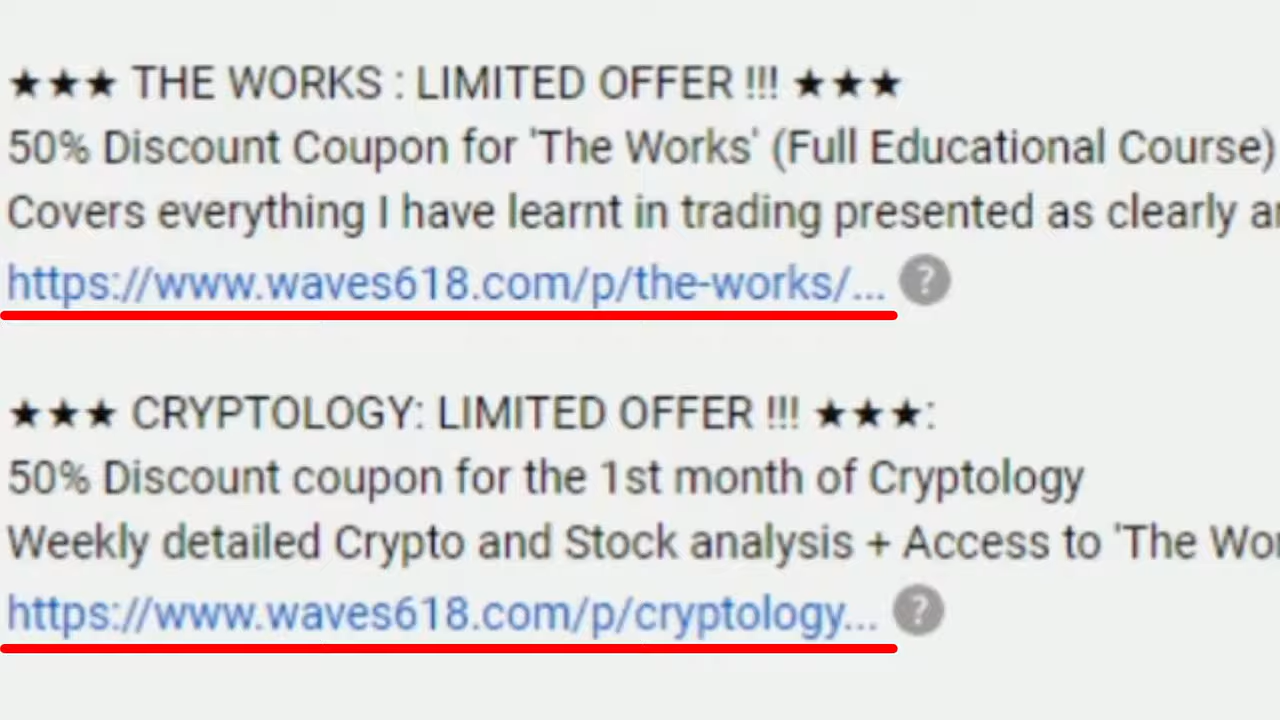 ★★★ THE WORKS : LIMITED OFFER !!! ★★★
50% Discount Coupon for 'The Works' (Full Educational Course)
Covers everything I have learnt in trading presented as clearly
https://www.waves618.com/p/the-works/... ?
★★★ CRYPTOLOGY: LIMITED OFFER !!! ★★★:
50% Discount coupon for the 1st month of Cryptology
Weekly detailed Crypto and Stock analysis + Access to 'The
https://www.waves618.com/p/cryptology... ?